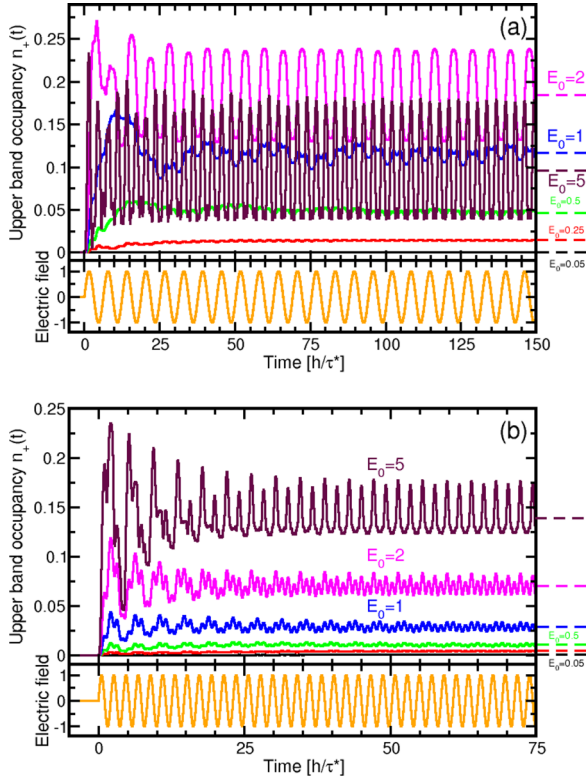 (a)
Upper band occupancy n+(t)
0.25
0.2
0.15
0.1
0.05
0
E0=2
E0=1
E0=5
E0=0.5
E0=0.25
E0=0.05
Electric field
1
0
-1
0 25 50 75 100 125 150
Time [h/τ*]
(b)
Upper band occupancy n+(t)
0.25
0.2
0.15
0.1
0.05
0
E0=5
E0=2
E0=1
E0=0.5
E0=0.05
Electric field
1
0
-1
0 25 50 75
Time [h/τ*]